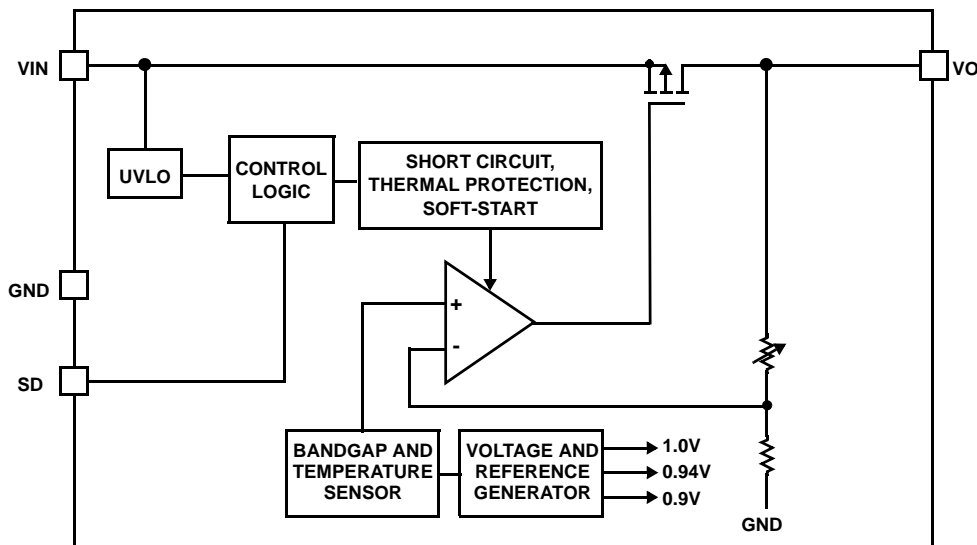 VIN
VO
UVLO
CONTROL
LOGIC
SHORT CIRCUIT,
THERMAL PROTECTION,
SOFT-START
GND
+
-
SD
BANDGAP AND
TEMPERATURE
SENSOR
VOLTAGE AND
REFERENCE
GENERATOR
1.0V
0.94V
0.9V
GND